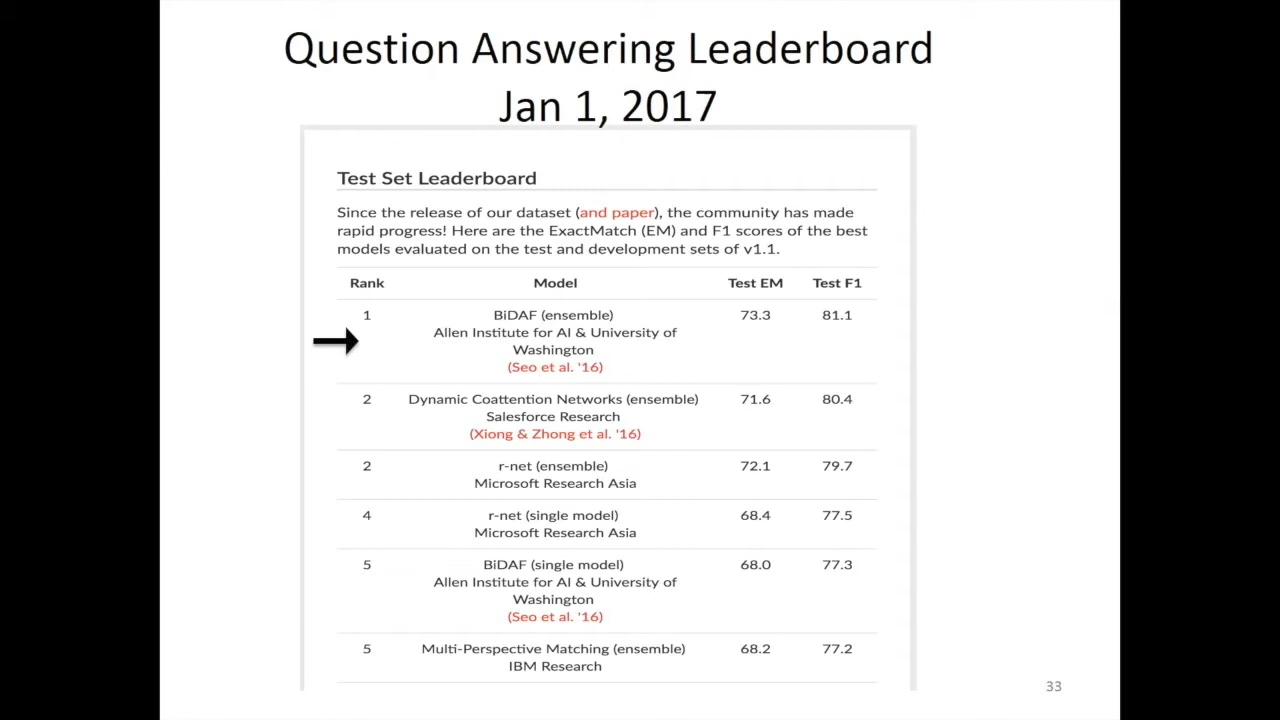 Question Answering Leaderboard
Jan 1, 2017
Test Set Leaderboard
Since the release of our dataset (and paper), the community has made
rapid progress! Here are the ExactMatch (EM) and F1 scores of the best
models evaluated on the test and development sets of v1.1.
Rank Model Test EM Test F1
1 BiDAF (ensemble) 73.3 81.1
Allen Institute for AI & University of
Washington
(Seo et al. '16)
2 Dynamic Coattention Networks (ensemble) 71.6 80.4
Salesforce Research
(Xiong & Zhong et al. '16)
2 r-net (ensemble) 72.1 79.7
Microsoft Research Asia
4 r-net (single model) 68.4 77.5
Microsoft Research Asia
5 BiDAF (single model) 68.0 77.3
Allen Institute for AI & University of
Washington
(Seo et al. '16)
5 Multi-Perspective Matching (ensemble) 68.2 77.2
IBM Research
33